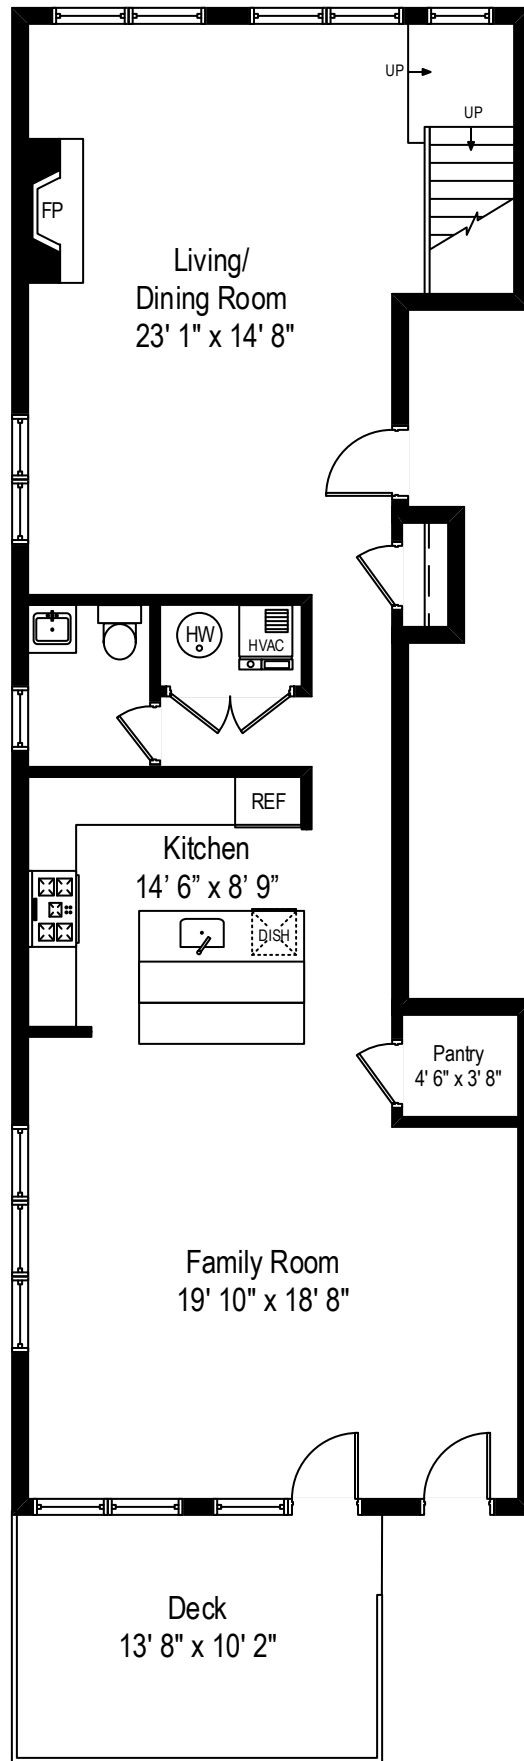 UP
UP
FP
Living/
Dining Room
23' 1" x 14' 8"
HW
HVAC
REF
Kitchen
14’ 6” x 8’ 9”
DISH
Pantry
4' 6" x 3' 8"
Family Room
19' 10" x 18' 8"
Deck
13' 8" x 10' 2"